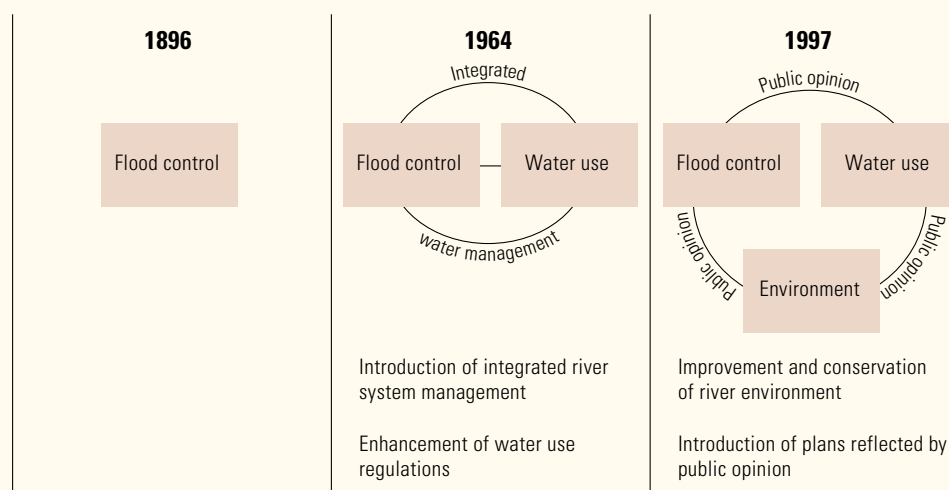 1896
Flood control
1964
Integrated
Flood control
Water use
water management
Introduction of integrated river
system management
Enhancement of water use
regulations
1997
Public opinion
Flood control
Water use
Public opinion
Public opinion
Environment
Improvement and conservation
of river environment
Introduction of plans reflected by
public opinion